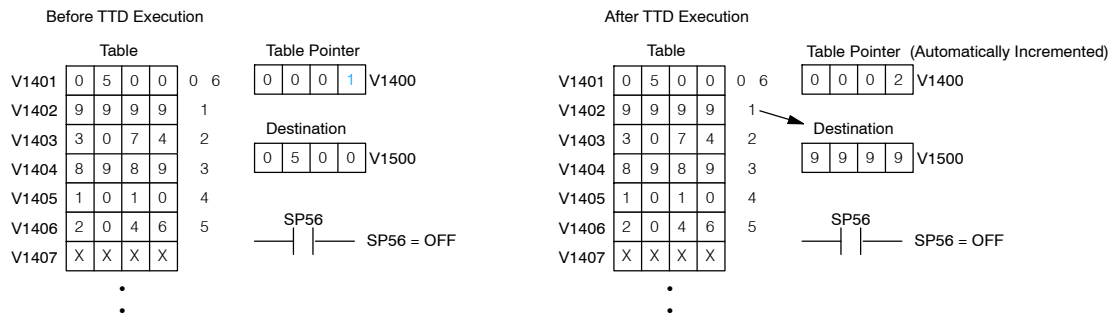 Before TTD Execution
Table
Table Pointer
V1401 0 5 0 0 0 6
0 0 0 1 V1400
V1402 9 9 9 9 1
V1403 3 0 7 4 2
Destination
V1404 8 9 8 9 3
0 5 0 0 V1500
V1405 1 0 1 0 4
V1406 2 0 4 6 5
SP56
SP56 = OFF
V1407 X X X X
After TTD Execution
Table
Table Pointer (Automatically Incremented)
V1401 0 5 0 0 0 6
0 0 0 2 V1400
V1402 9 9 9 9 1
V1403 3 0 7 4 2
Destination
V1404 8 9 8 9 3
9 9 9 9 V1500
V1405 1 0 1 0 4
V1406 2 0 4 6 5
SP56
SP56 = OFF
V1407 X X X X